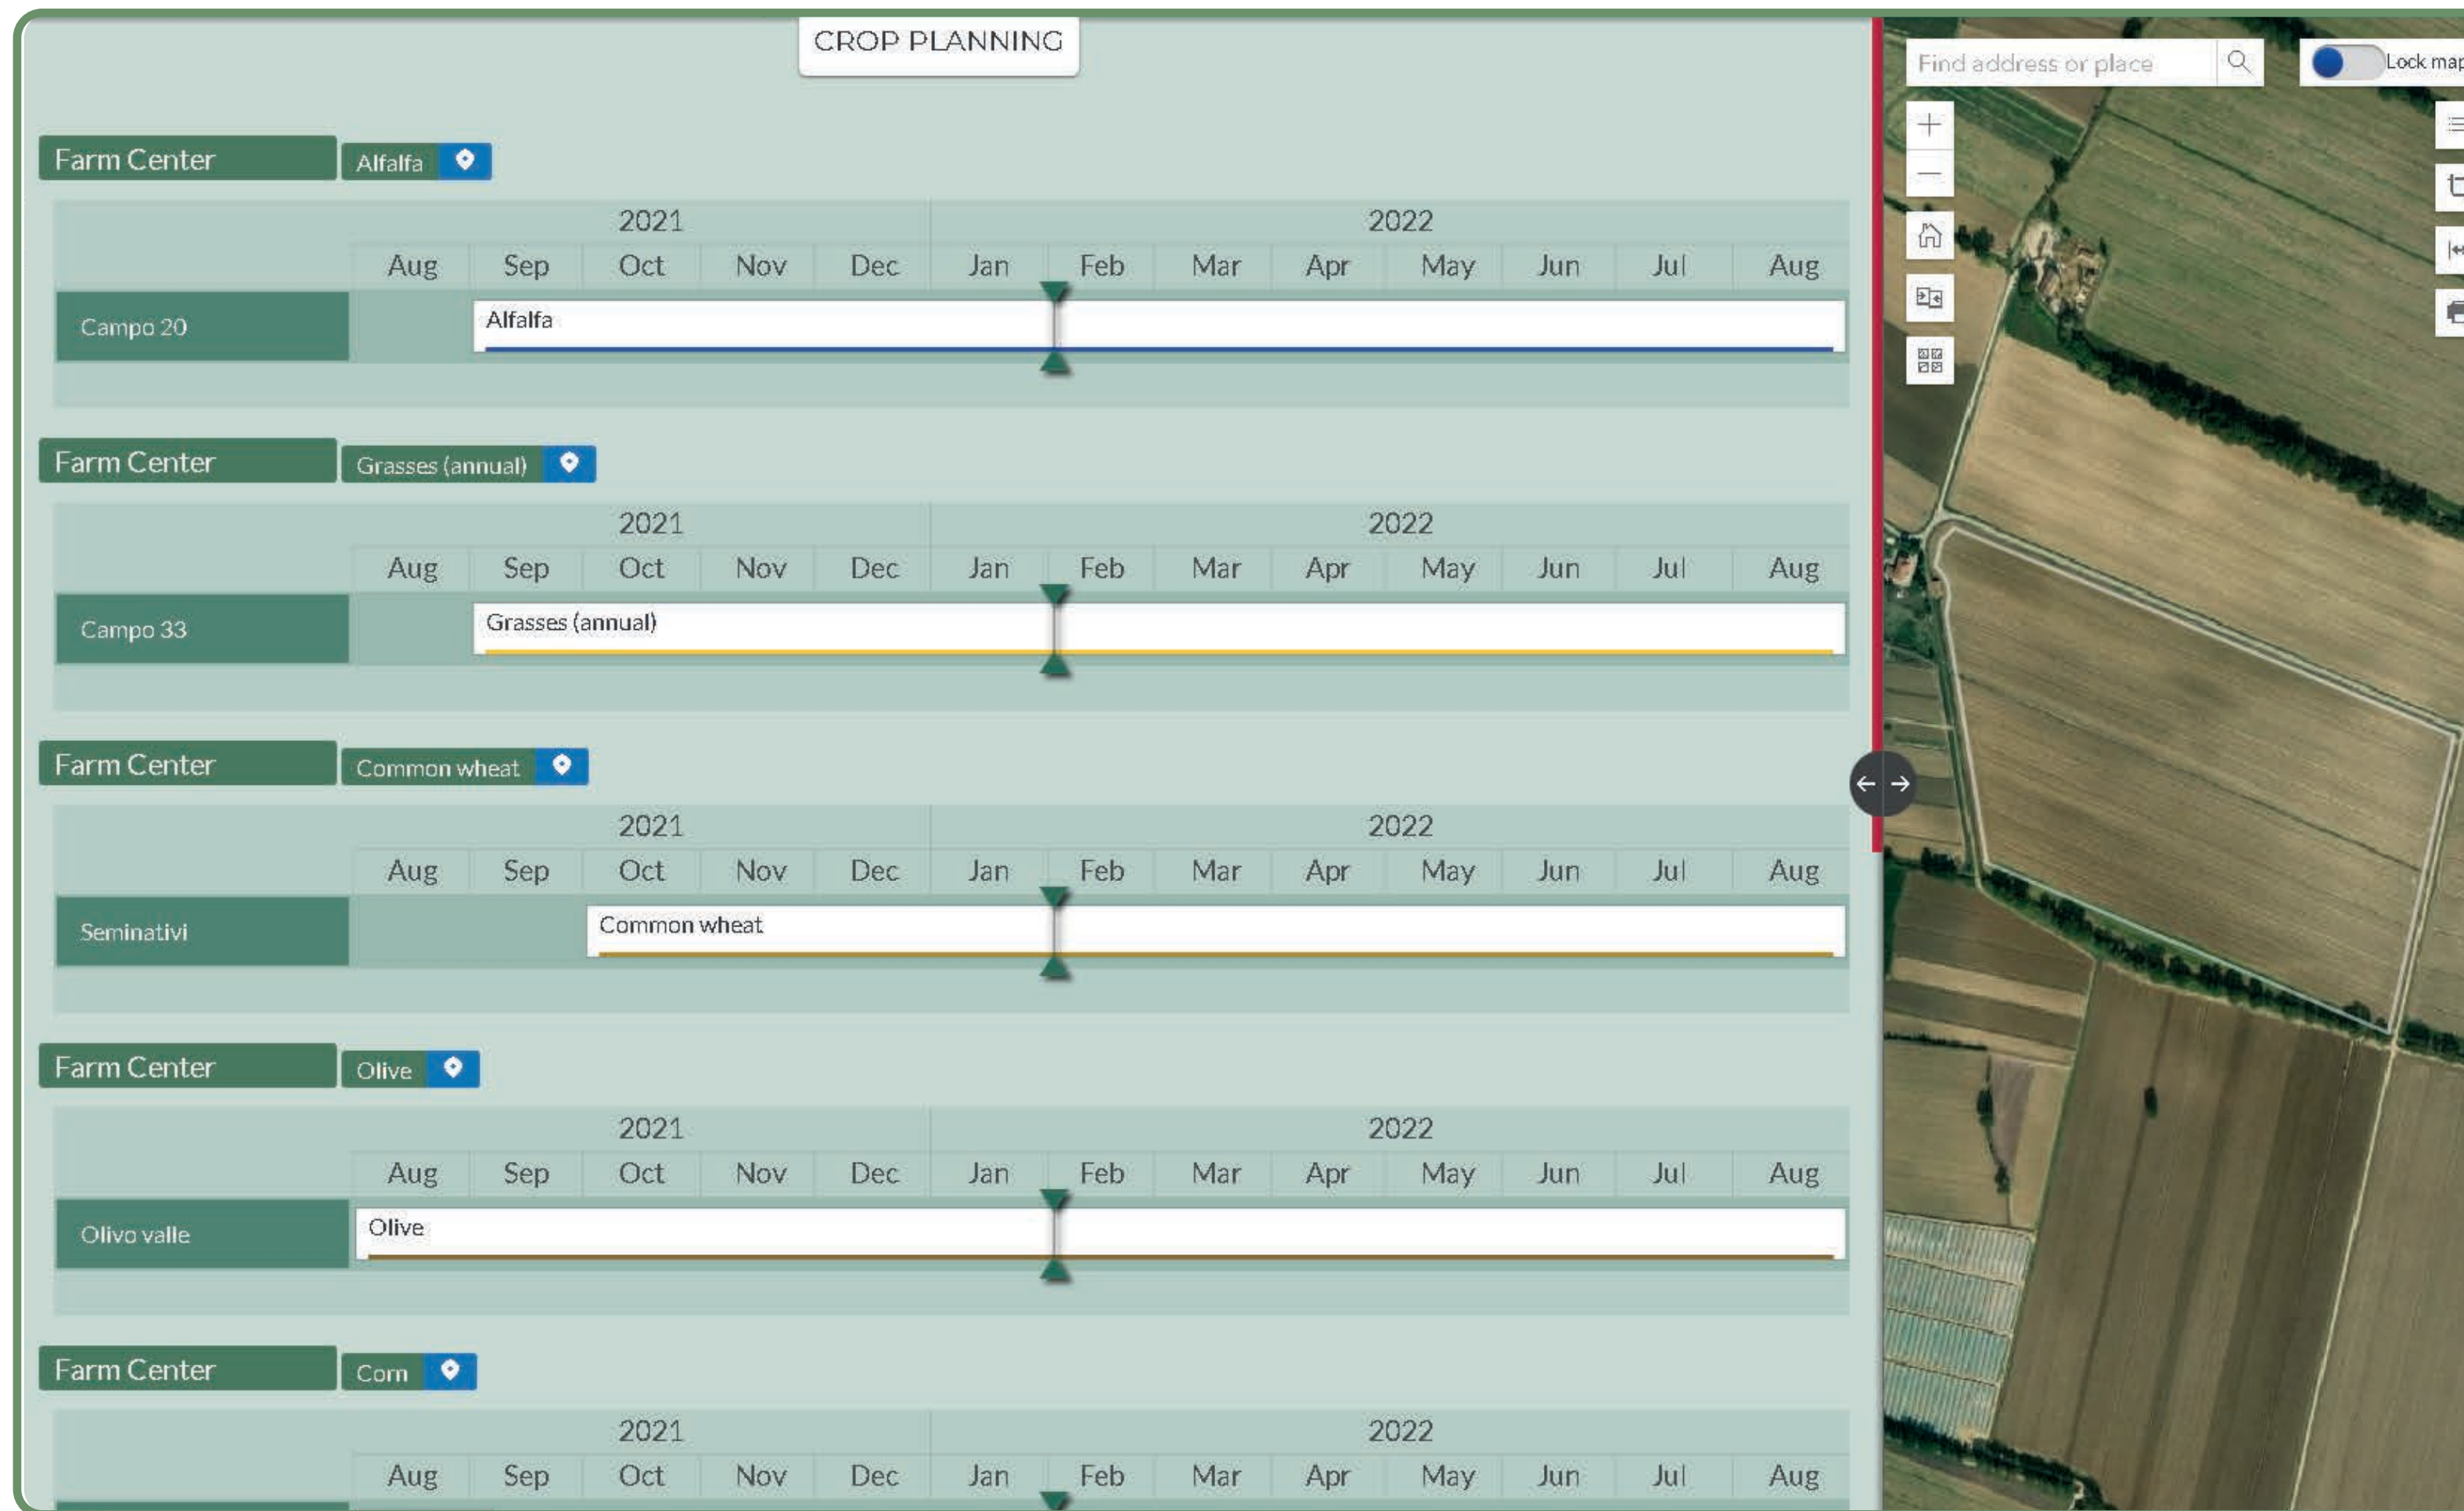 CROP PLANNING
Find address or place
Lock map
Farm Center
Alfalfa
2021 2022
Aug Sep Oct Nov Dec Jan Feb Mar Apr May Jun Jul Aug
Campo 20
Alfalfa
Farm Center
Grasses (annual)
2021 2022
Aug Sep Oct Nov Dec Jan Feb Mar Apr May Jun Jul Aug
Campo 33
Grasses (annual)
Farm Center
Common wheat
2021 2022
Aug Sep Oct Nov Dec Jan Feb Mar Apr May Jun Jul Aug
Seminativi
Common wheat
Farm Center
Olive
2021 2022
Aug Sep Oct Nov Dec Jan Feb Mar Apr May Jun Jul Aug
Olivo valle
Olive
Farm Center
Corn
2021 2022
Aug Sep Oct Nov Dec Jan Feb Mar Apr May Jun Jul Aug